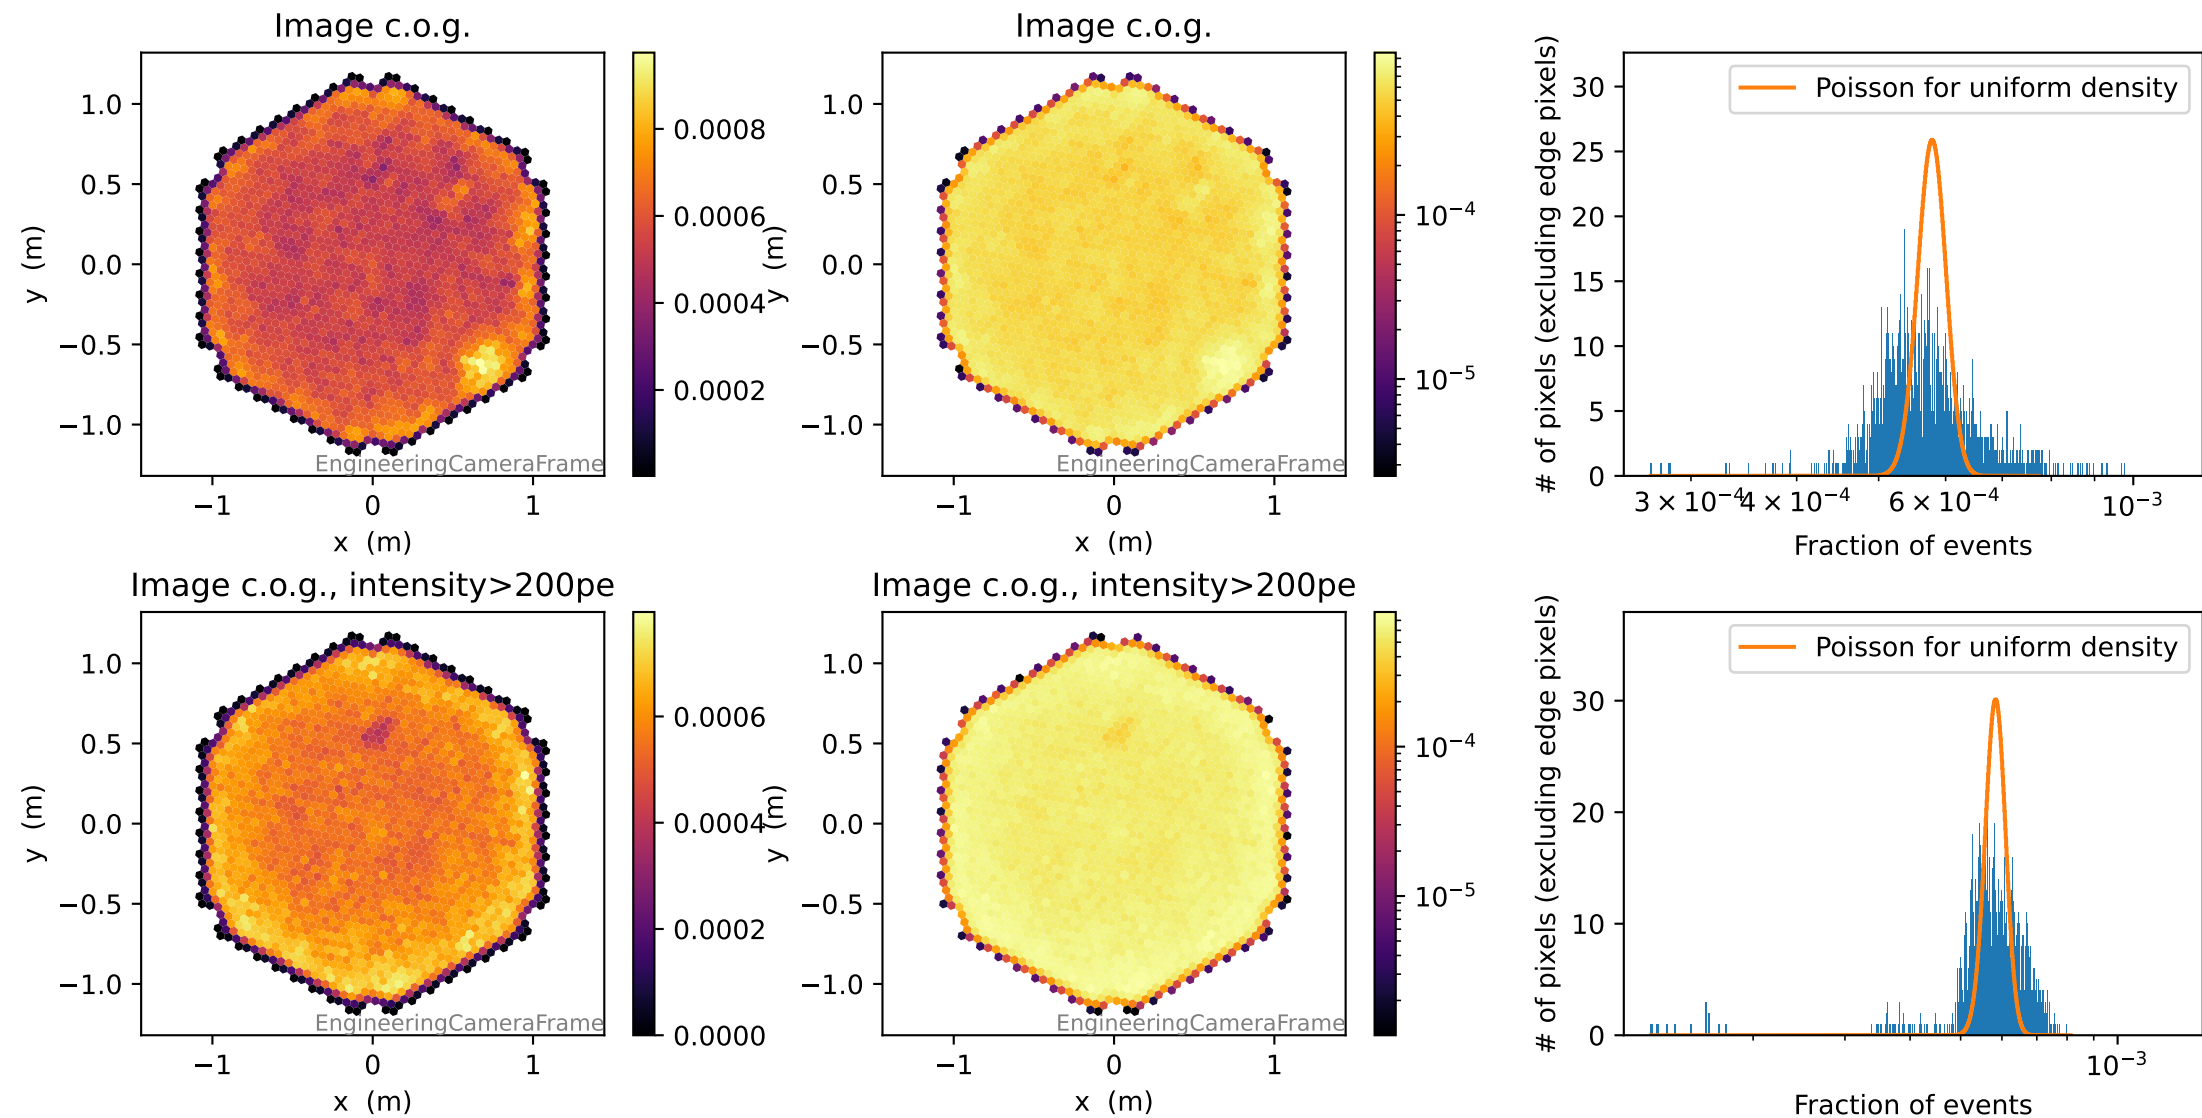 Image c.o.g.
y (m)
1.0
0.5
0.0
−0.5
−1.0
−1
0
1
x (m)
EngineeringCameraFrame
0.0008
0.0006
0.0004
0.0002
Image c.o.g.
y (m)
1.0
0.5
0.0
−0.5
−1.0
−1
0
1
x (m)
EngineeringCameraFrame
10⁻⁴
10⁻⁵
# of pixels (excluding edge pixels)
30
25
20
15
10
5
0
Poisson for uniform density
3 × 10⁻⁴
4 × 10⁻⁴
6 × 10⁻⁴
10⁻³
Fraction of events
Image c.o.g., intensity>200pe
y (m)
1.0
0.5
0.0
−0.5
−1.0
−1
0
1
x (m)
EngineeringCameraFrame
0.0006
0.0004
0.0002
0.0000
Image c.o.g., intensity>200pe
y (m)
1.0
0.5
0.0
−0.5
−1.0
−1
0
1
x (m)
EngineeringCameraFrame
10⁻⁴
10⁻⁵
# of pixels (excluding edge pixels)
30
20
10
0
Poisson for uniform density
10⁻³
Fraction of events